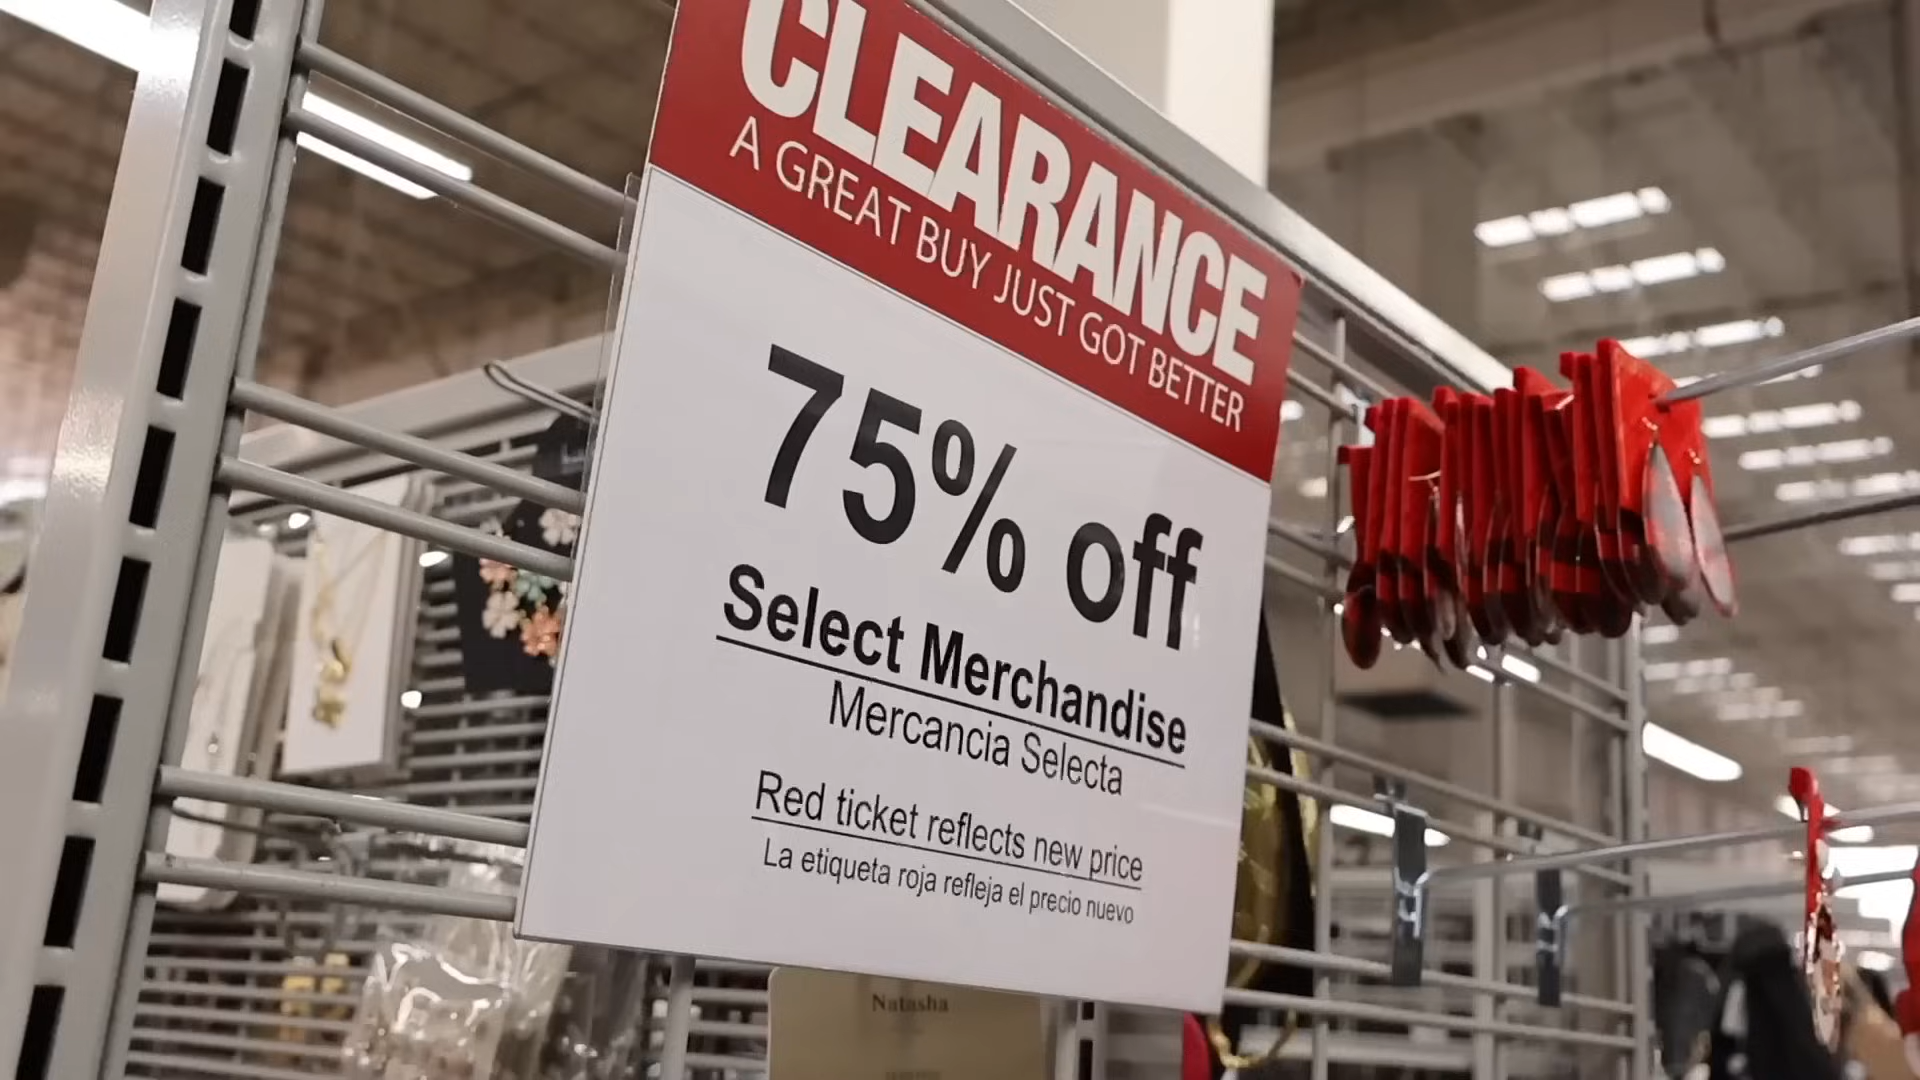 CLEARANCE
A GREAT BUY JUST GOT BETTER
75% off
Select Merchandise
Mercancia Selecta
Red ticket reflects new price
La etiqueta roja refleja el precio nuevo
Natasha